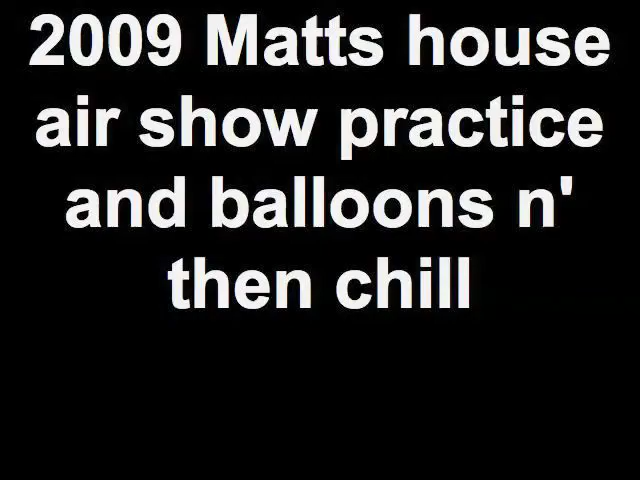 2009 Matts house
air show practice
and balloons n'
then chill